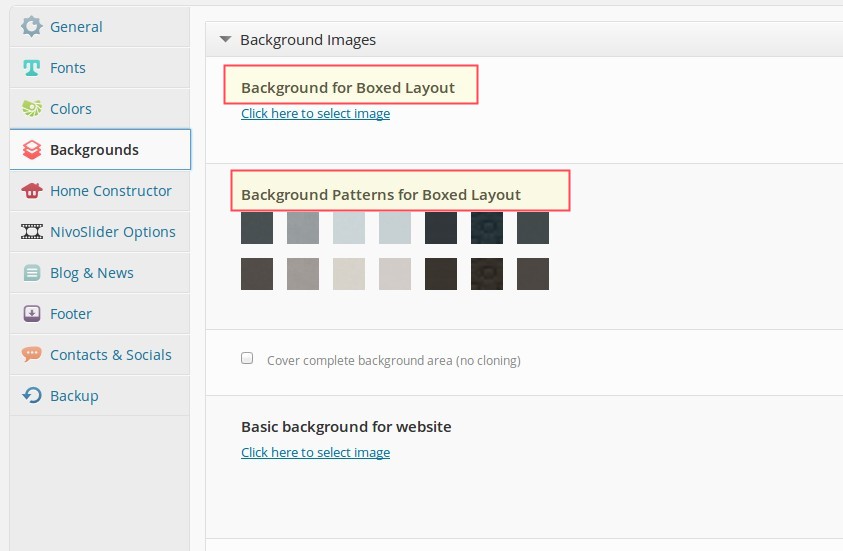 General
Fonts
Colors
Backgrounds
Home Constructor
NivoSlider Options
Blog & News
Footer
Contacts & Socials
Backup
Background Images
Background for Boxed Layout
Click here to select image
Background Patterns for Boxed Layout
Cover complete background area (no cloning)
Basic background for website
Click here to select image